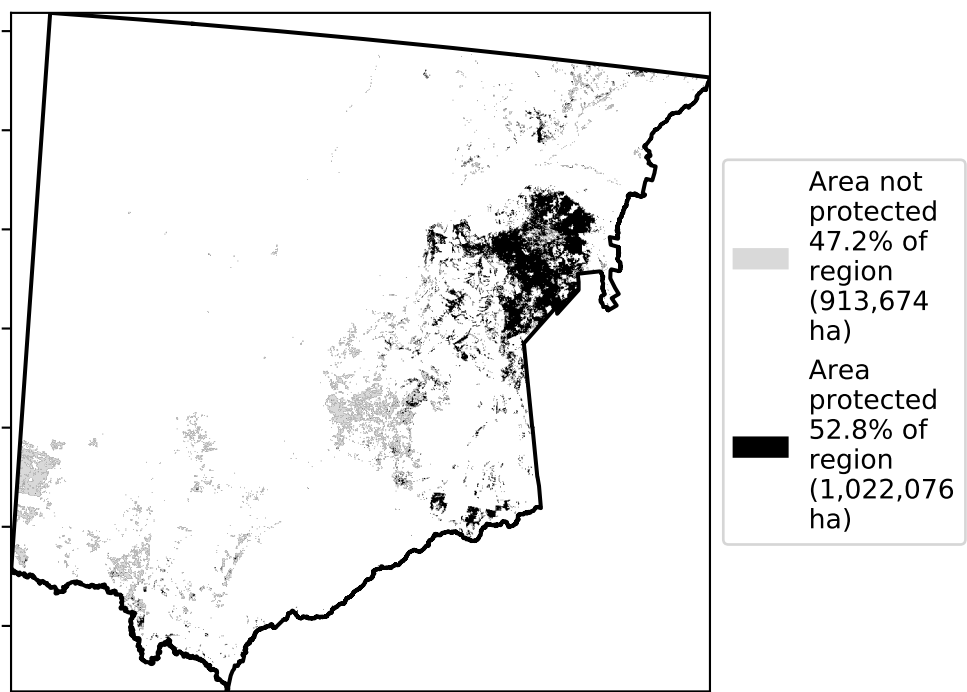 Area not
protected
47.2% of
region
(913,674
ha)
Area
protected
52.8% of
region
(1,022,076
ha)